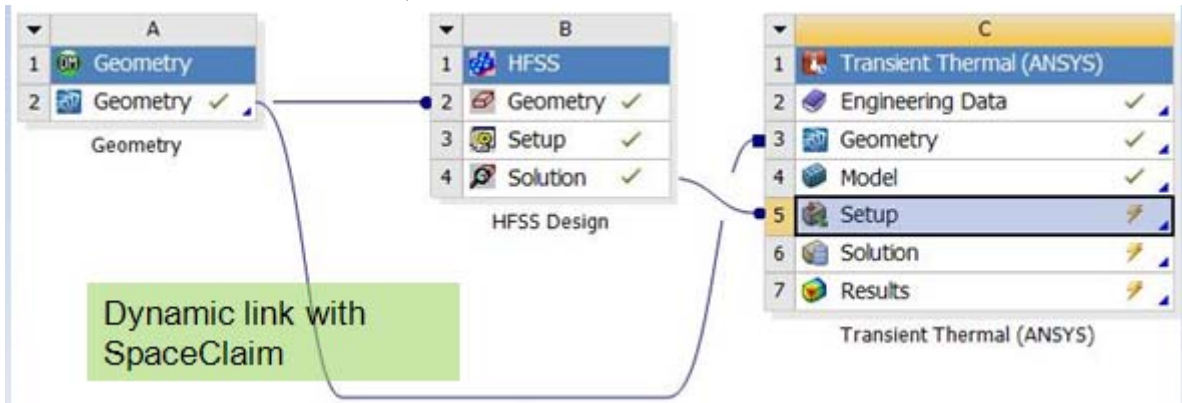 A
1 Geometry
2 Geometry
Geometry
B
1 HFSS
2 Geometry
3 Setup
4 Solution
HFSS Design
C
1 Transient Thermal (ANSYS)
2 Engineering Data
3 Geometry
4 Model
5 Setup
6 Solution
7 Results
Transient Thermal (ANSYS)
Dynamic link with
SpaceClaim